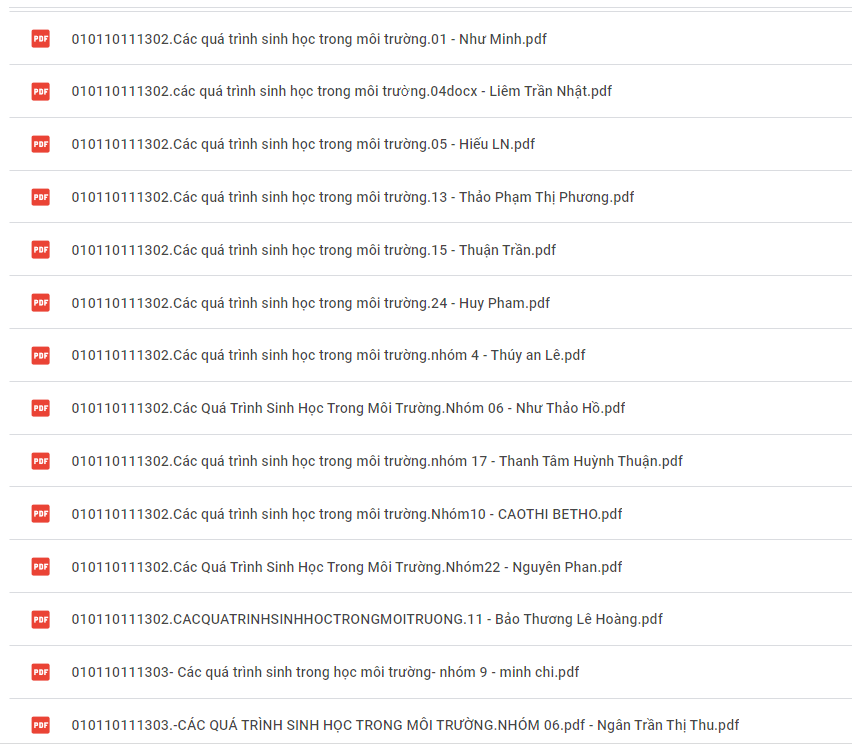 PDF 010110111302.Các quá trình sinh học trong môi trường.01 - Như Minh.pdf
PDF 010110111302.các quá trình sinh học trong môi trường.04docx - Liêm Trần Nhật.pdf
PDF 010110111302.Các quá trình sinh học trong môi trường.05 - Hiếu LN.pdf
PDF 010110111302.Các quá trình sinh học trong môi trường.13 - Thảo Phạm Thị Phương.pdf
PDF 010110111302.Các quá trình sinh học trong môi trường.15 - Thuận Trần.pdf
PDF 010110111302.Các quá trình sinh học trong môi trường.24 - Huy Pham.pdf
PDF 010110111302.Các quá trình sinh học trong môi trường.nhóm 4 - Thúy an Lê.pdf
PDF 010110111302.Các Quá Trình Sinh Học Trong Môi Trường.Nhóm 06 - Như Thảo Hồ.pdf
PDF 010110111302.Các quá trình sinh học trong môi trường.nhóm 17 - Thanh Tâm Huỳnh Thuận.pdf
PDF 010110111302.Các quá trình sinh học trong môi trường.Nhóm10 - CAOTHI BETHO.pdf
PDF 010110111302.Các Quá Trình Sinh Học Trong Môi Trường.Nhóm22 - Nguyên Phan.pdf
PDF 010110111302.CACQUATRINHSINHHOCTRONGMOITRUONG.11 - Bảo Thương Lê Hoàng.pdf
PDF 010110111303- Các quá trình sinh trong học môi trường- nhóm 9 - minh chi.pdf
PDF 010110111303.-CÁC QUÁ TRÌNH SINH HỌC TRONG MÔI TRƯỜNG.NHÓM 06.pdf - Ngân Trần Thị Thu.pdf